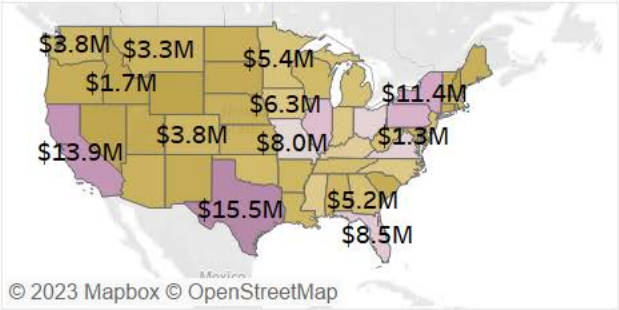 $3.8M
$3.3M
$5.4M
$1.7M
$11.4M
$6.3M
$3.8M
$8.0M
$1.3M
$13.9M
$15.5M
$5.2M
$8.5M
Mexico
© 2023 Mapbox © OpenStreetMap